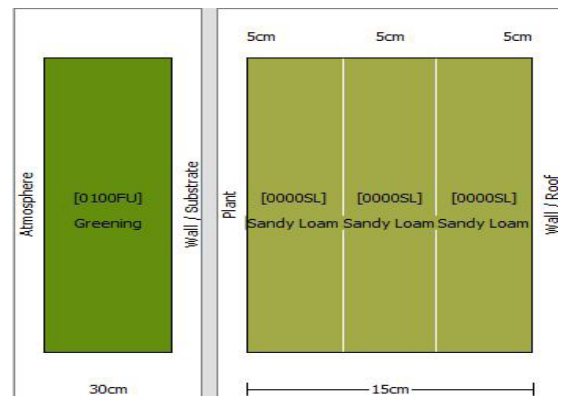 5cm 5cm 5cm
Atmosphere
[0100FU]
Greening
Wall / Substrate
Plant
[0000SL] [0000SL] [0000SL]
Sandy Loam Sandy Loam Sandy Loam
Wall / Roof
30cm
15cm